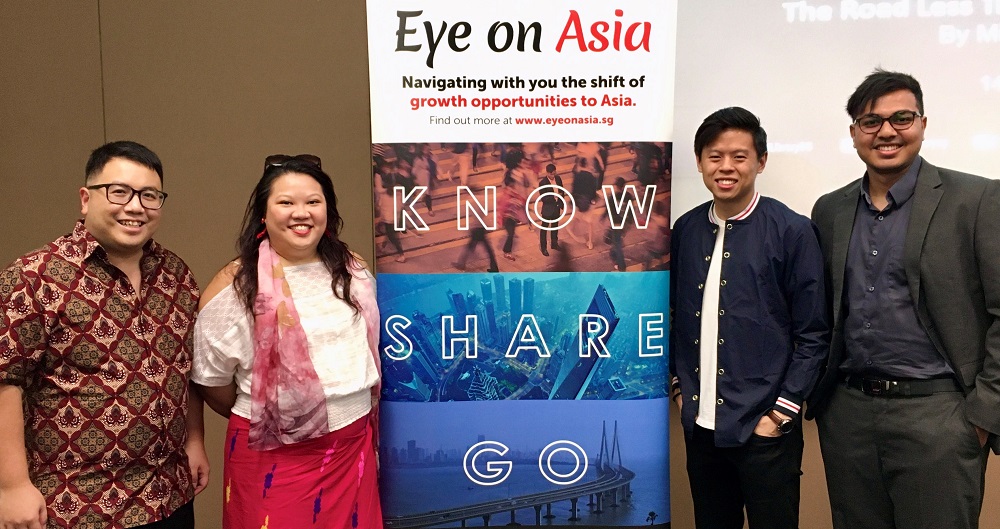 Eye on Asia
Navigating with you the shift of
growth opportunities to Asia.
Find out more at www.eyeonasia.sg
KNOW
SHARE
GO
The Road Less
By